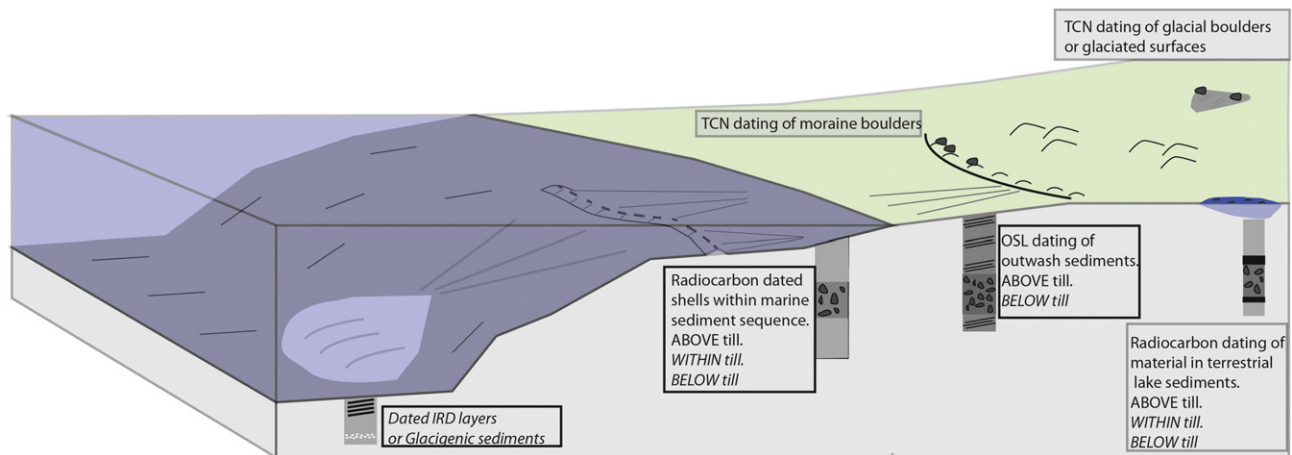 TCN dating of glacial boulders
or glaciated surfaces
TCN dating of moraine boulders
OSL dating of
outwash sediments.
ABOVE till.
BELOW till
Radiocarbon dated
shells within marine
sediment sequence.
ABOVE till.
WITHIN till.
BELOW till
Radiocarbon dating of
material in terrestrial
lake sediments.
ABOVE till.
WITHIN till.
BELOW till
Dated IRD layers
or Glacigenic sediments